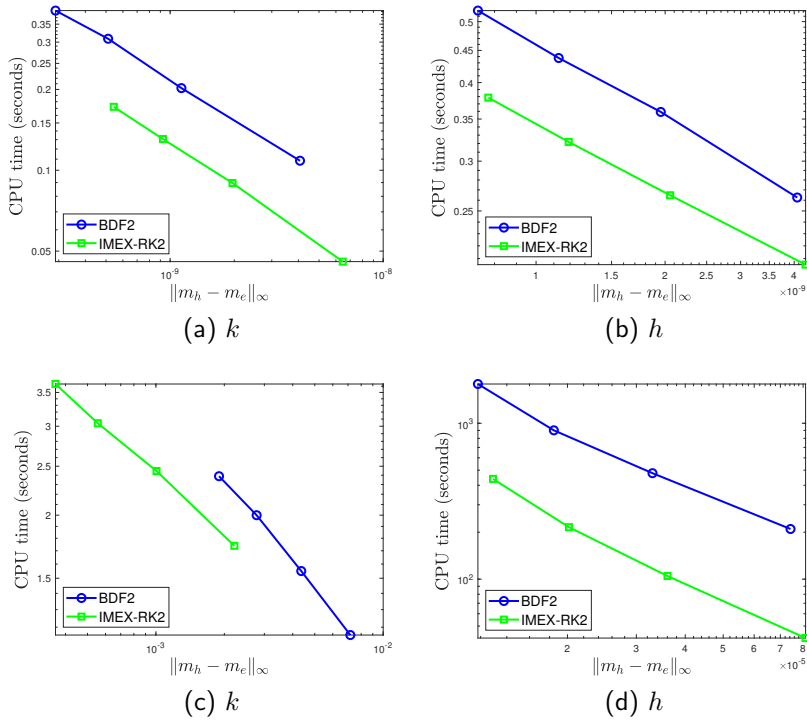 0.35
0.3
0.25
0.2
0.15
0.1
0.05
CPU time (seconds)
BDF2
IMEX-RK2
10^{-9}
10^{-8}
‖m_h − m_e‖_∞
(a) k
0.5
0.45
0.4
0.35
0.3
0.25
CPU time (seconds)
BDF2
IMEX-RK2
1
1.5
2
2.5
3
3.5
4
×10^{-9}
‖m_h − m_e‖_∞
(b) h
3.5
3
2.5
2
1.5
CPU time (seconds)
BDF2
IMEX-RK2
10^{-3}
10^{-2}
‖m_h − m_e‖_∞
(c) k
10^3
10^2
CPU time (seconds)
BDF2
IMEX-RK2
2
3
4
5
6
7
8
×10^{-5}
‖m_h − m_e‖_∞
(d) h